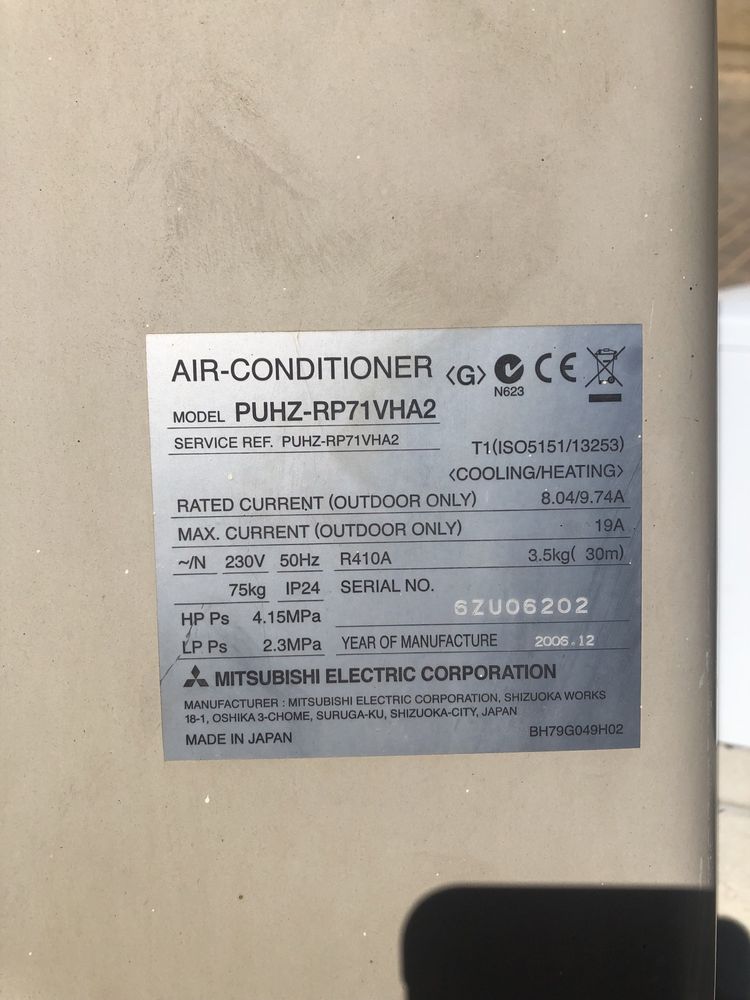 AIR-CONDITIONER <G> CE
N623
MODEL PUHZ-RP71VHA2
SERVICE REF. PUHZ-RP71VHA2
T1(ISO5151/13253)
<COOLING/HEATING>
RATED CURRENT (OUTDOOR ONLY) 8.04/9.74A
MAX. CURRENT (OUTDOOR ONLY) 19A
~/N 230V 50Hz R410A 3.5kg( 30m)
75kg IP24 SERIAL NO.
6ZU06202
HP Ps 4.15MPa
LP Ps 2.3MPa YEAR OF MANUFACTURE 2006.12
MITSUBISHI ELECTRIC CORPORATION
MANUFACTURER : MITSUBISHI ELECTRIC CORPORATION, SHIZUOKA WORKS
18-1, OSHIKA 3-CHOME, SURUGA-KU, SHIZUOKA-CITY, JAPAN
MADE IN JAPAN BH79G049H02